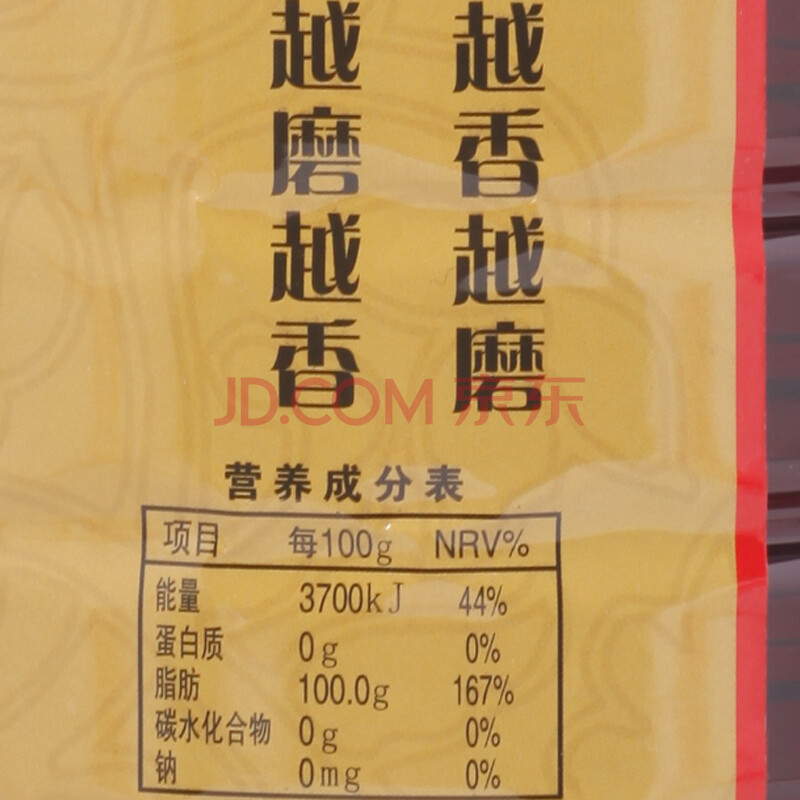 越香越磨
越磨越香
JD.COM 京东
营养成分表
项目 每100g NRV%
能量 3700kJ 44%
蛋白质 0g 0%
脂肪 100.0g 167%
碳水化合物 0g 0%
钠 0mg 0%